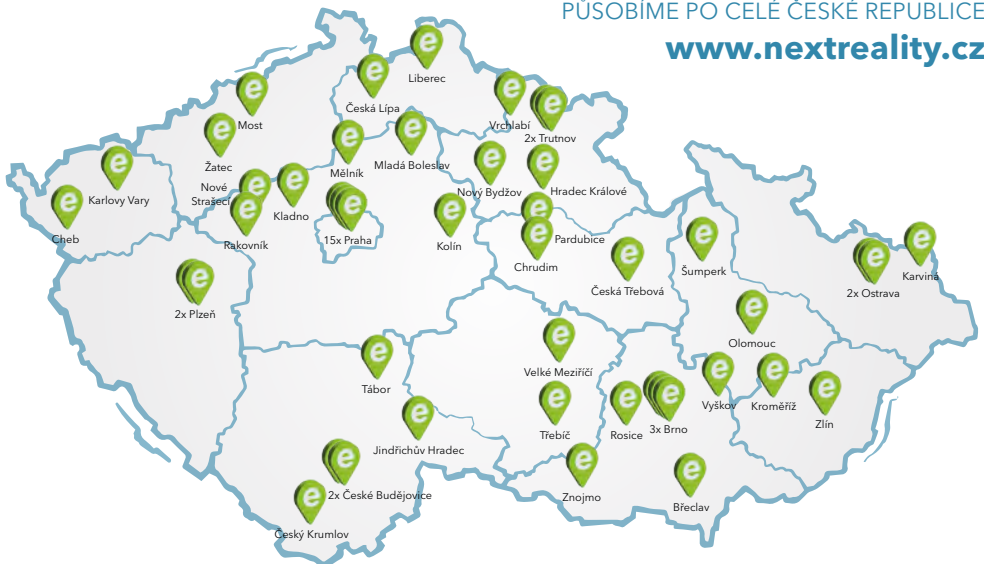 PŮSOBÍME PO CELÉ ČESKÉ REPUBLICE
www.nextreality.cz
Liberec
Česká Lípa
Most
Vrchlabí
2x Trutnov
Žatec
Mělník
Mladá Boleslav
Nový Bydžov
Hradec Králové
Karlovy Vary
Nové
Strašecí
Kladno
Cheb
Rakovník
15x Praha
Kolín
Pardubice
Chrudim
Česká Třebová
Šumperk
2x Ostrava
Karviná
2x Plzeň
Olomouc
Velké Meziříčí
Tábor
Vyškov
Kroměříž
Zlín
Třebíč
Rosice
3x Brno
Jindřichův Hradec
2x České Budějovice
Znojmo
Břeclav
Český Krumlov